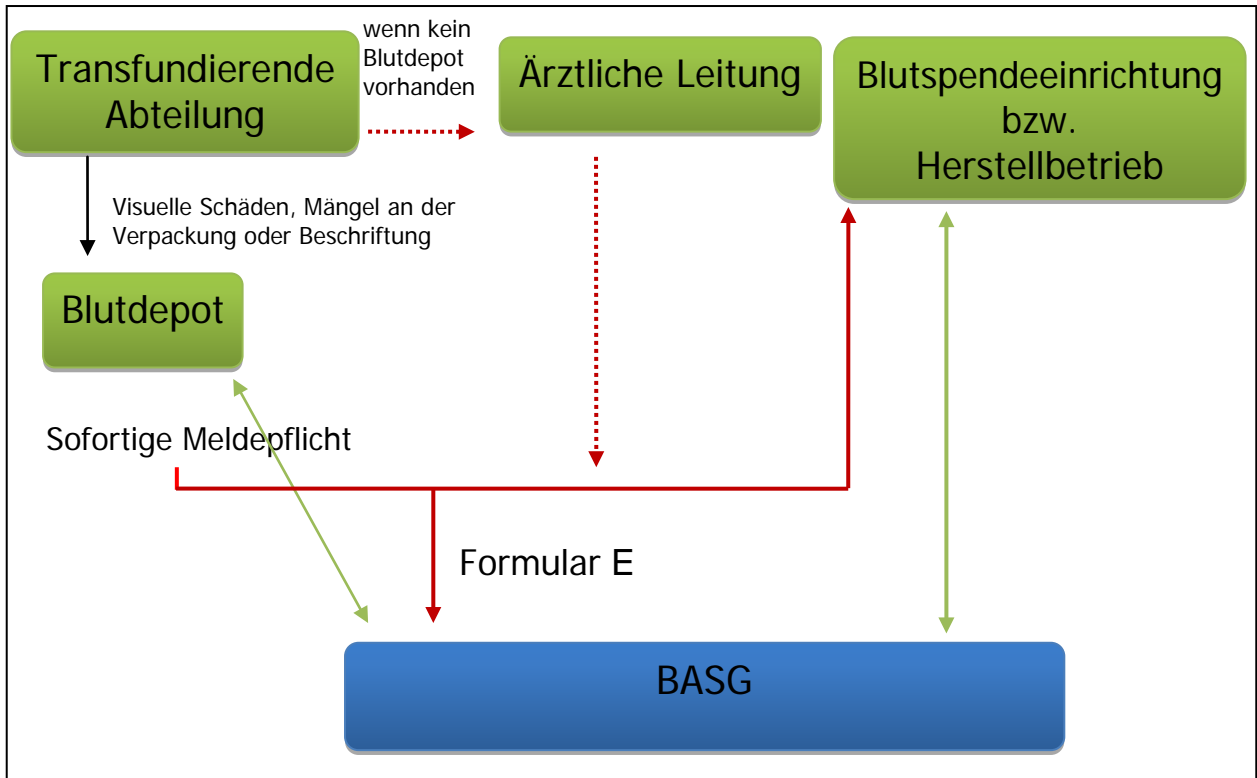 Transfundierende
Abteilung
wenn kein
Blutdepot
vorhanden
Ärztliche Leitung
Blutspendeeinrichtung
bzw.
Herstellbetrieb
Visuelle Schäden, Mängel an der
Verpackung oder Beschriftung
Blutdepot
Sofortige Meldepflicht
Formular E
BASG